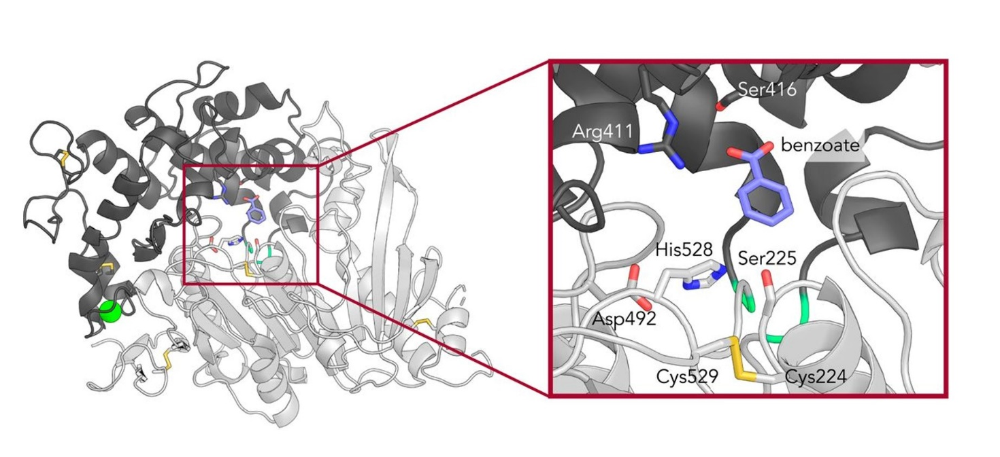 Ser416
Arg411
benzoate
His528
Ser225
Asp492
Cys529
Cys224